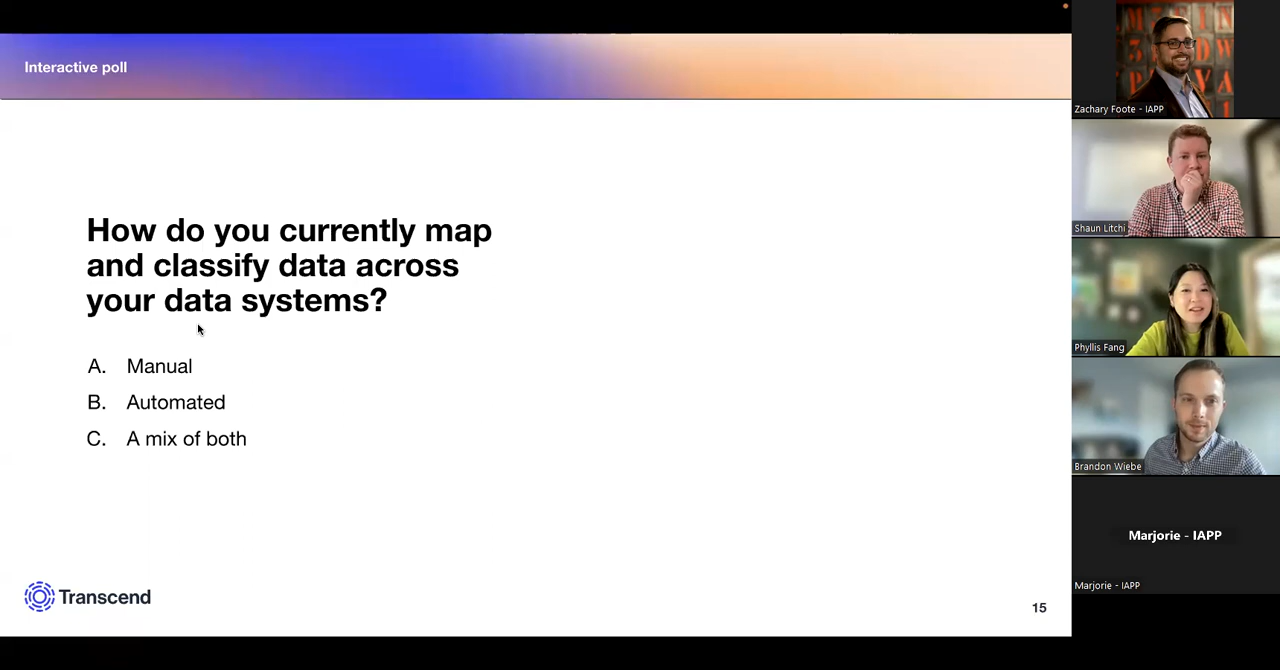 Interactive poll
How do you currently map
and classify data across
your data systems?
A. Manual
B. Automated
C. A mix of both
Transcend
15
Zachary Foote - IAPP
Shaun Litchi
Phyllis Fang
Brandon Wiebe
Marjorie - IAPP
Marjorie - IAPP